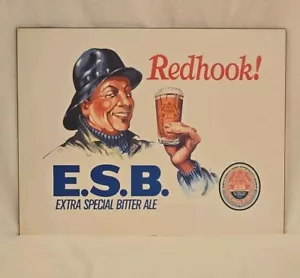 Redhook!
E.S.B.
EXTRA SPECIAL BITTER ALE